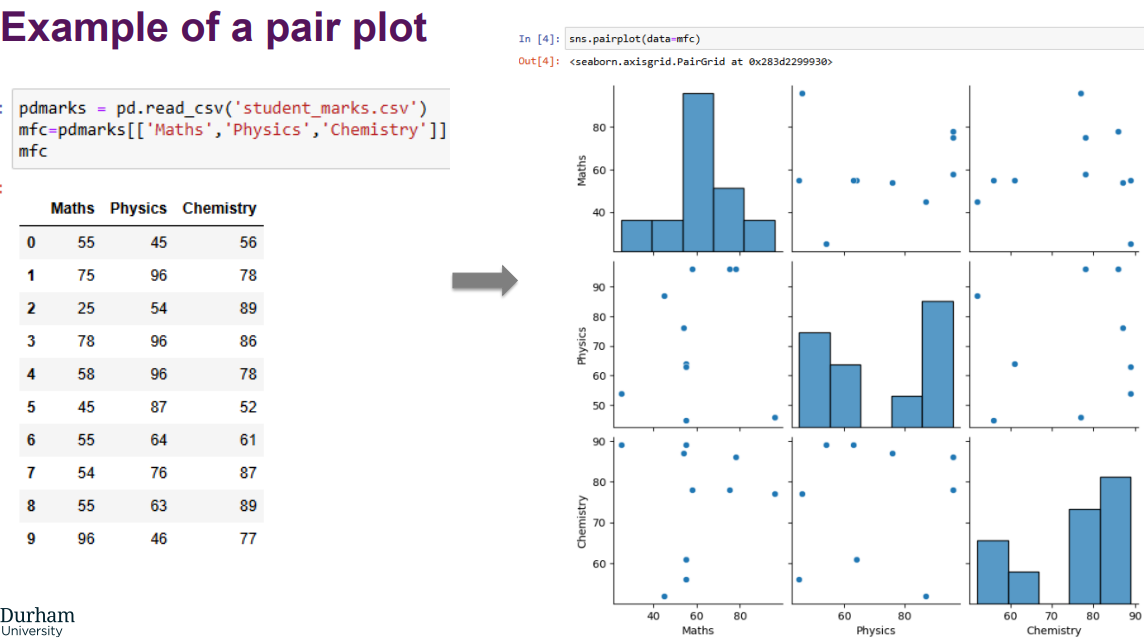 Example of a pair plot
: pdmarks = pd.read_csv('student_marks.csv')
mfc=pdmarks[['Maths','Physics','Chemistry']]
mfc
:
Maths Physics Chemistry
0 55 45 56
1 75 96 78
2 25 54 89
3 78 96 86
4 58 96 78
5 45 87 52
6 55 64 61
7 54 76 87
8 55 63 89
9 96 46 77
In [4]: sns.pairplot(data=mfc)
Out[4]: <seaborn.axisgrid.PairGrid at 0x283d2299930>
Maths
80
60
40
Physics
90
80
70
60
50
Chemistry
90
80
70
60
40 60 80
Maths
60 80
Physics
60 70 80 90
Chemistry
Durham
University